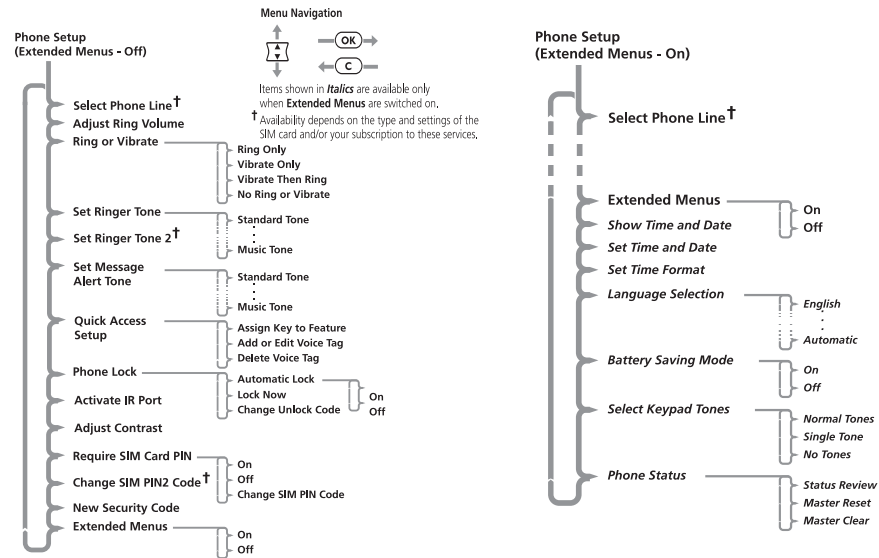 Menu Navigation
OK
C
Items shown in Italics are available only
when Extended Menus are switched on.
† Availability depends on the type and settings of the
SIM card and/or your subscription to these services.
Phone Setup
(Extended Menus - Off)
Select Phone Line†
Adjust Ring Volume
Ring or Vibrate
Ring Only
Vibrate Only
Vibrate Then Ring
No Ring or Vibrate
Set Ringer Tone
Standard Tone
Set Ringer Tone 2†
Music Tone
Set Message
Alert Tone
Standard Tone
Music Tone
Quick Access
Setup
Assign Key to Feature
Add or Edit Voice Tag
Delete Voice Tag
Phone Lock
Automatic Lock
On
Off
Lock Now
Change Unlock Code
Activate IR Port
Adjust Contrast
Require SIM Card PIN
On
Off
Change SIM PIN Code
Change SIM PIN2 Code†
New Security Code
Extended Menus
On
Off
Phone Setup
(Extended Menus - On)
Select Phone Line†
Extended Menus
On
Off
Show Time and Date
Set Time and Date
Set Time Format
Language Selection
English
Automatic
Battery Saving Mode
On
Off
Select Keypad Tones
Normal Tones
Single Tone
No Tones
Phone Status
Status Review
Master Reset
Master Clear